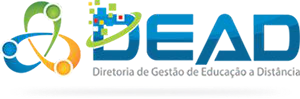 DEAD
Diretoria de Gestão de Educação a Distância